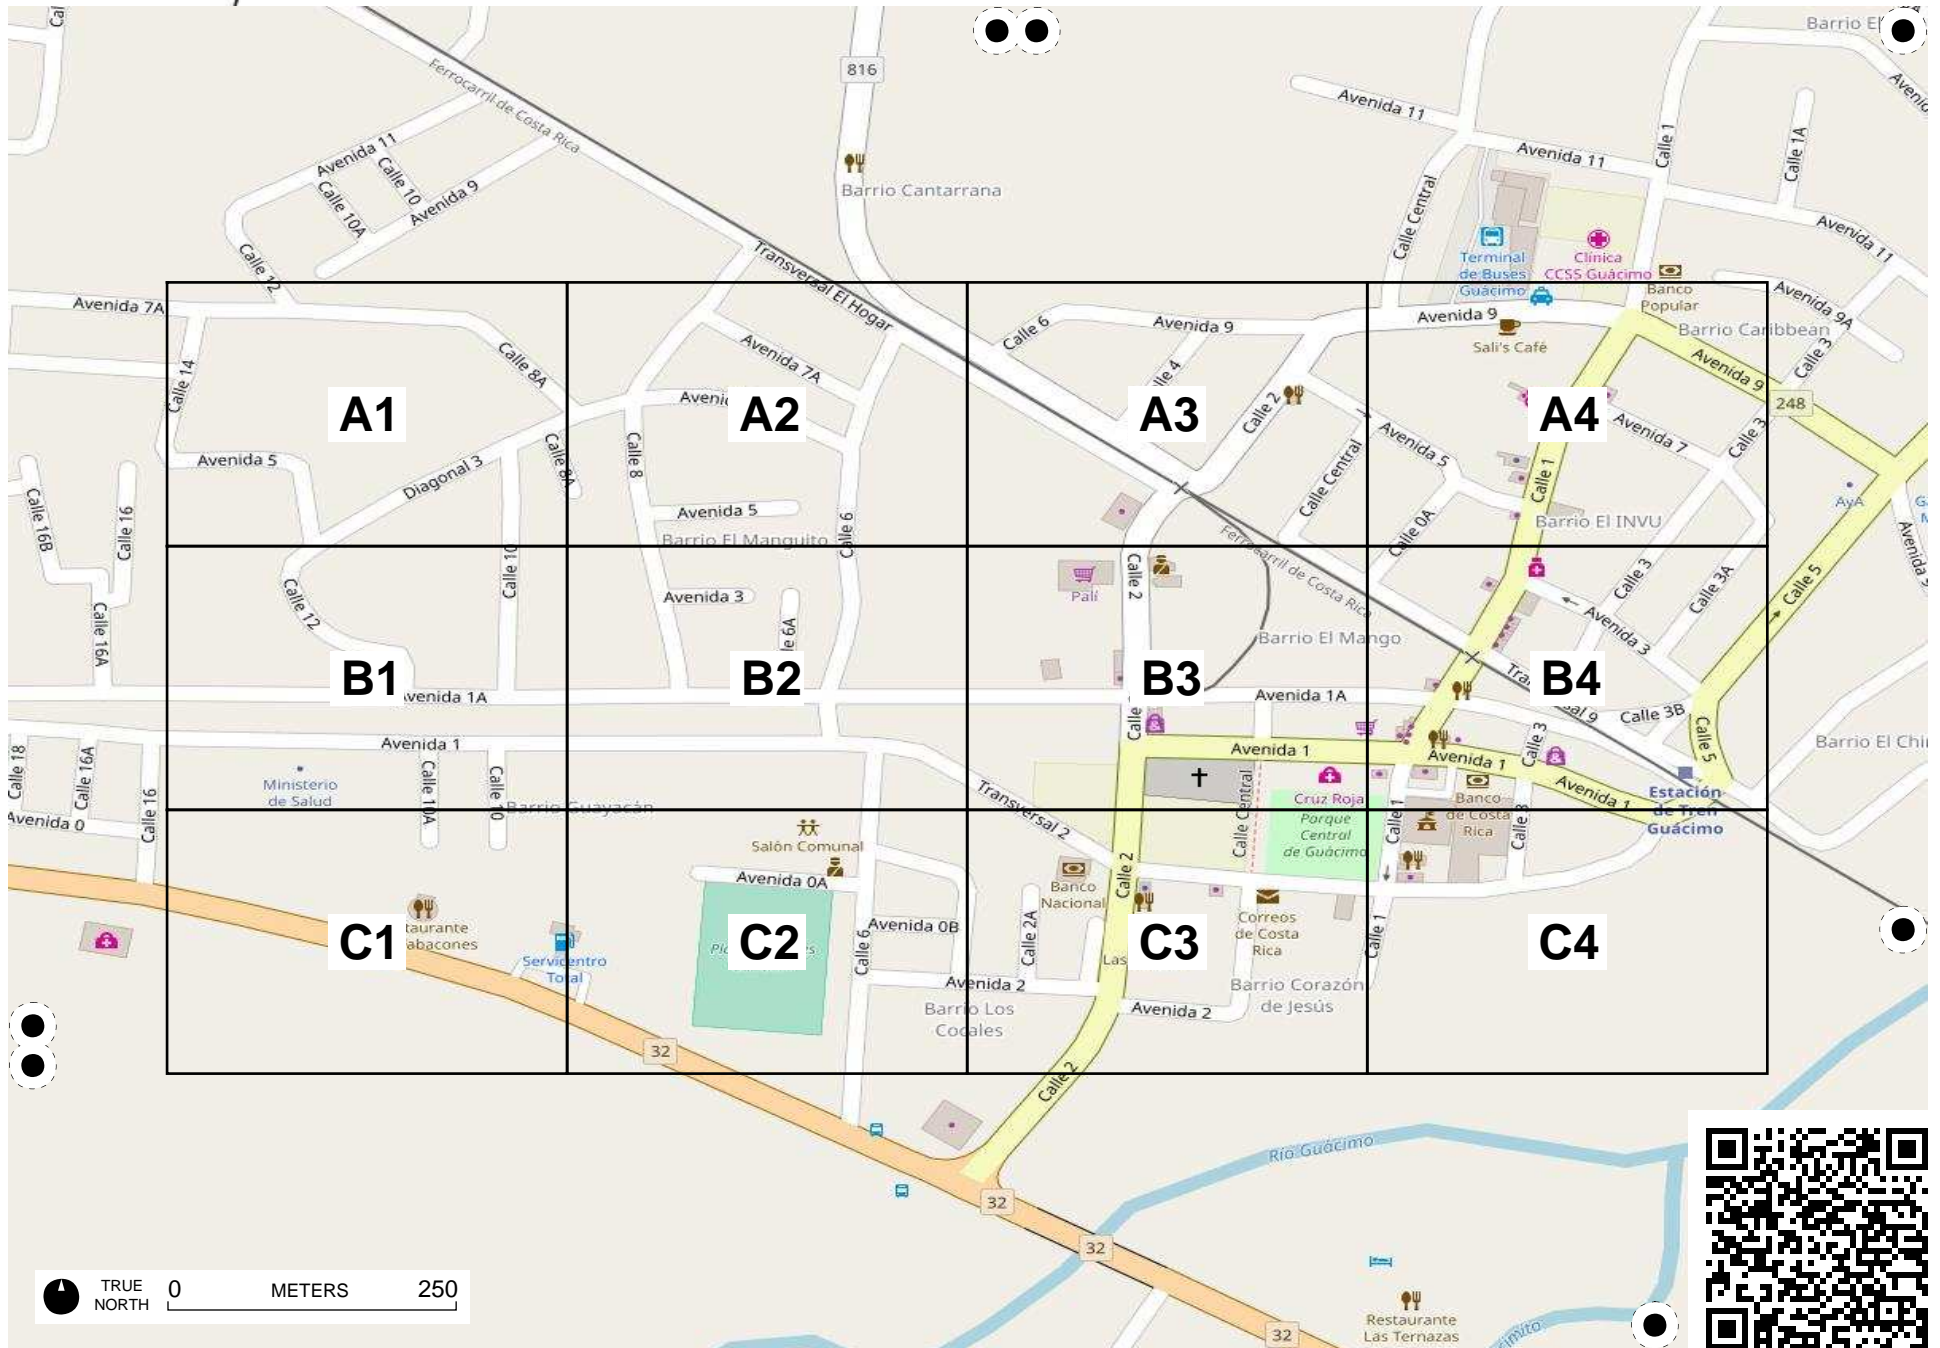 816
Barrio Cantarrana
Ferrocarril de Costa Rica
Avenida 11
Calle 10
Calle 10A
Avenida 9
Calle 12
Transversal El Hogar
Avenida 11
Avenida 11
Calle 1
Calle 1A
Calle Central
Avenida 11
Terminal
de Buses
Guácimo
Clínica
CCSS Guácimo
Banco
Popular
Avenida 7A
Calle 14
Calle 8A
Avenida 7A
Calle 6
Avenida 9
Avenida 9
Sali's Café
Barrio Caribbean
Avenida 9A
Calle 3
Avenida 9
248
A1
A2
A3
A4
Calle 2
Avenida 5
Calle Central
Avenida 7
Calle 3
Calle 1
Avenida 5
Diagonal 3
Calle 8A
Calle 8
Avenida 5
Barrio El Manguito
Calle 6
Calle 0A
Barrio El INVU
AyA
Calle 16B
Calle 16
Calle 16A
Calle 12
Calle 10
Avenida 3
Palí
Calle 2
Ferrocarril de Costa Rica
Barrio El Mango
Calle 3
Calle 3A
Avenida 3
Calle 5
B1
B2
B3
B4
Avenida 1A
Avenida 1A
Calle 3B
Calle 5
Avenida 1
Avenida 1
Avenida 1
Calle 3
Avenida 1
Calle 18
Calle 16A
Calle 16
Ministerio
de Salud
Calle 10A
Barrio Guayacán
Transversal 2
Calle Central
Cruz Roja
Parque
Central
de Guácimo
Calle 1
Banco
de Costa
Rica
Estación
de Tren
Guácimo
Avenida 0
Salón Comunal
Avenida 0A
Banco
Nacional
Calle 2
Correos
de Costa
Rica
Calle 1
C1
C2
C3
C4
Servicentro
Total
Calle 6
Avenida 0B
Calle 2A
Avenida 2
Avenida 2
Barrio Los
Cocales
Barrio Corazón
de Jesús
32
Calle 2
Río Guácimo
32
32
32
Restaurante
Las Ternazas
TRUE
NORTH
0 METERS 250